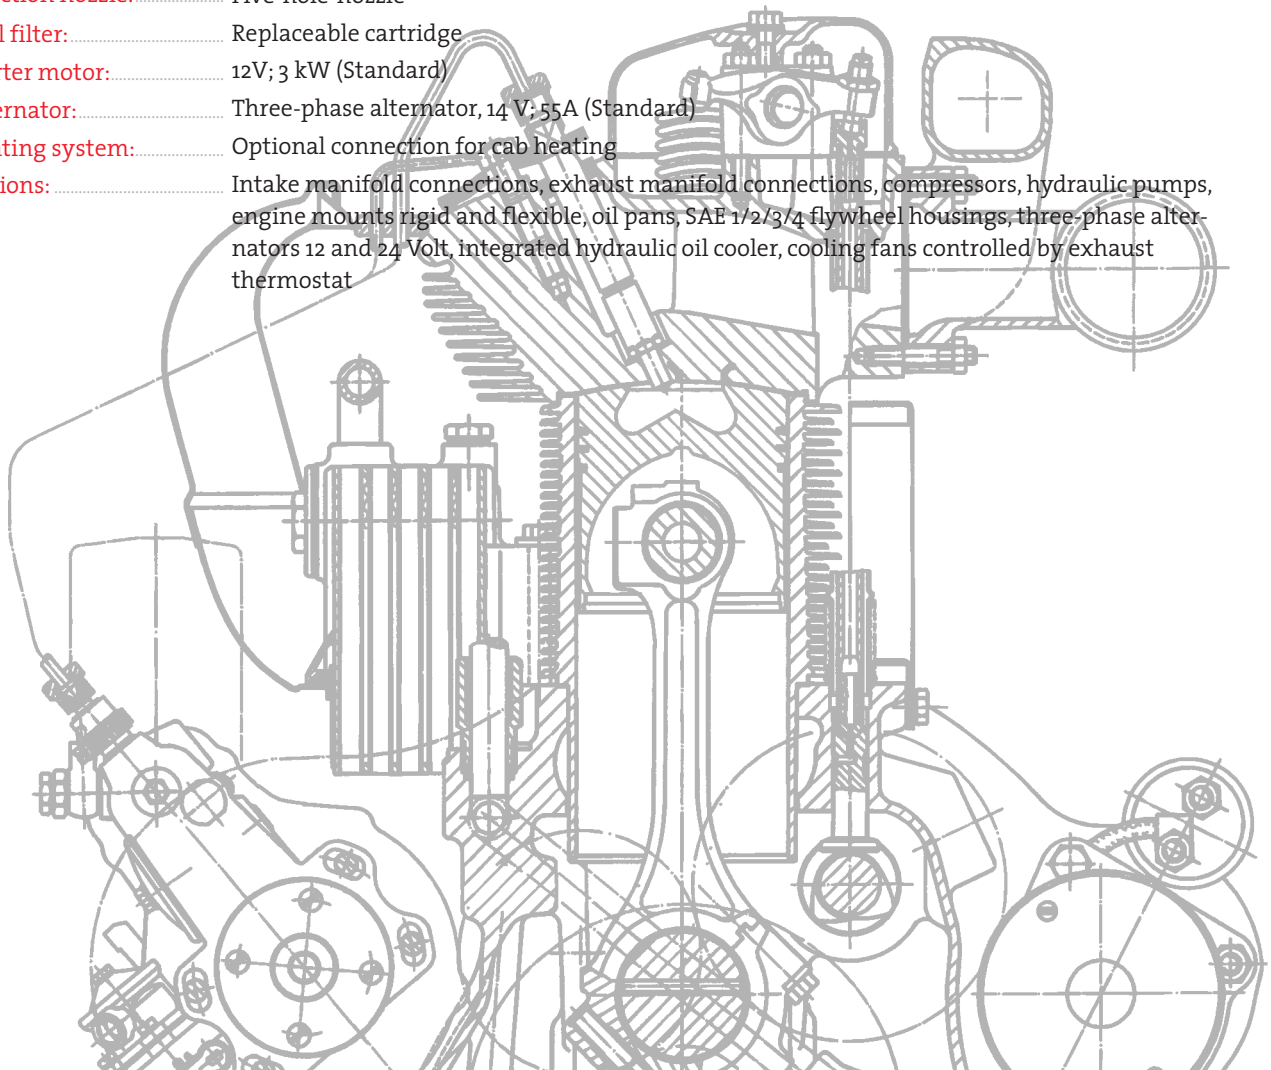 ction nozzle: Five-hole-nozzle
l filter: Replaceable cartridge
rter motor: 12V; 3 kW (Standard)
ernator: Three-phase alternator, 14 V; 55A (Standard)
ating system: Optional connection for cab heating
ions: Intake manifold connections, exhaust manifold connections, compressors, hydraulic pumps,
engine mounts rigid and flexible, oil pans, SAE 1/2/3/4 flywheel housings, three-phase alter-
nators 12 and 24 Volt, integrated hydraulic oil cooler, cooling fans controlled by exhaust
thermostat